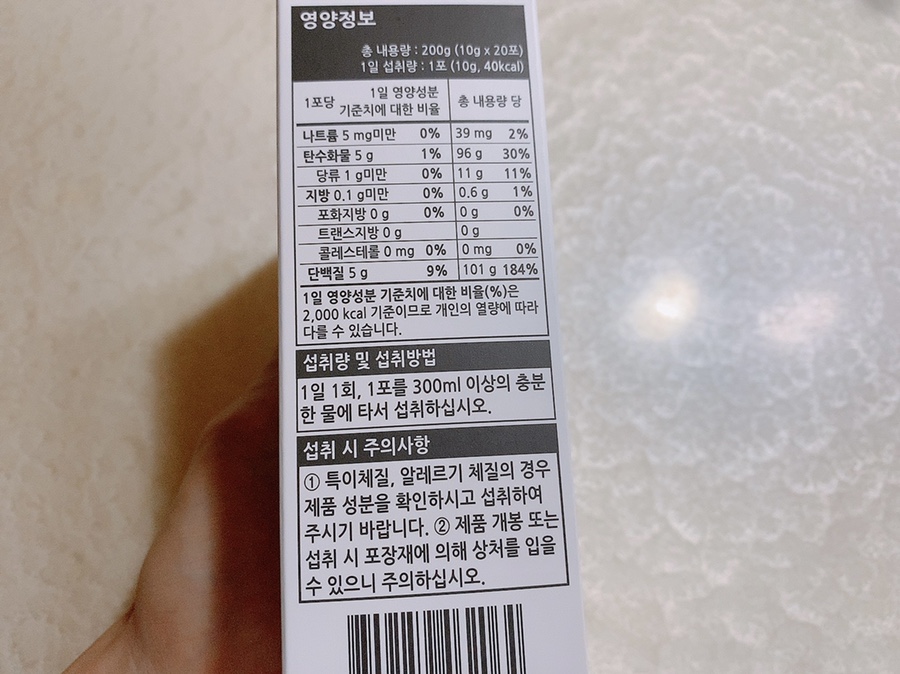 영양정보
총 내용량 : 200g (10g x 20포)
1일 섭취량 : 1포 (10g, 40kcal)
1포당 1일 영양성분 기준치에 대한 비율 총 내용량 당
나트륨 5 mg미만 0% 39 mg 2%
탄수화물 5 g 1% 96 g 30%
당류 1 g미만 0% 11 g 11%
지방 0.1 g미만 0% 0.6 g 1%
포화지방 0 g 0% 0 g 0%
트랜스지방 0 g 0 g
콜레스테롤 0 mg 0% 0 mg 0%
단백질 5 g 9% 101 g 184%
1일 영양성분 기준치에 대한 비율(%)은
2,000 kcal 기준이므로 개인의 열량에 따라
다를 수 있습니다.
섭취량 및 섭취방법
1일 1회, 1포를 300ml 이상의 충분
한 물에 타서 섭취하십시오.
섭취 시 주의사항
① 특이체질, 알레르기 체질의 경우
제품 성분을 확인하시고 섭취하여
주시기 바랍니다. ② 제품 개봉 또는
섭취 시 포장재에 의해 상처를 입을
수 있으니 주의하십시오.